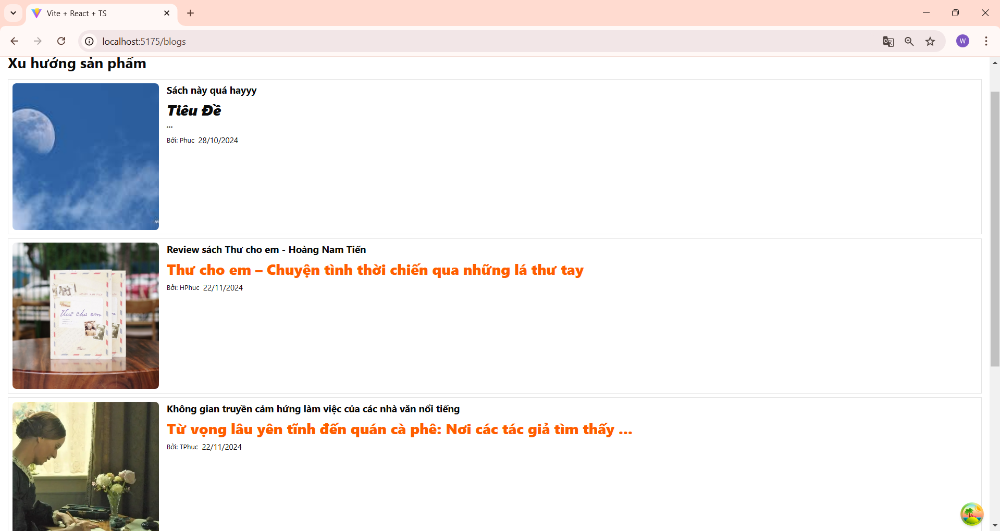 Vite + React + TS
localhost:5175/blogs
W
Xu hướng sản phẩm
Sách này quá hayyy
Tiêu Đề
...
Bởi: Phuc 28/10/2024
Review sách Thư cho em - Hoàng Nam Tiến
Thư cho em – Chuyện tình thời chiến qua những lá thư tay
Bởi: HPhuc 22/11/2024
Thư cho em
Không gian truyền cảm hứng làm việc của các nhà văn nổi tiếng
Từ vọng lâu yên tĩnh đến quán cà phê: Nơi các tác giả tìm thấy ...
Bởi: TPhuc 22/11/2024